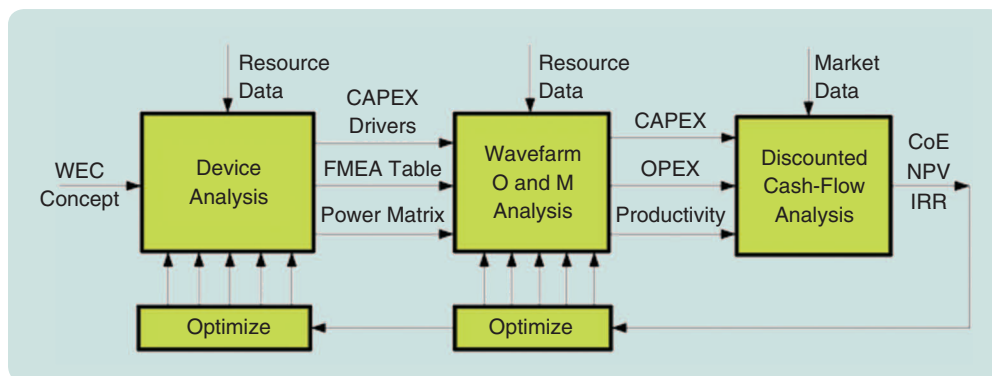 Resource
Data
Resource
Data
Market
Data
WEC
Concept
Device
Analysis
CAPEX
Drivers
FMEA Table
Power Matrix
Wavefarm
O and M
Analysis
CAPEX
OPEX
Productivity
Discounted
Cash-Flow
Analysis
CoE
NPV
IRR
Optimize
Optimize